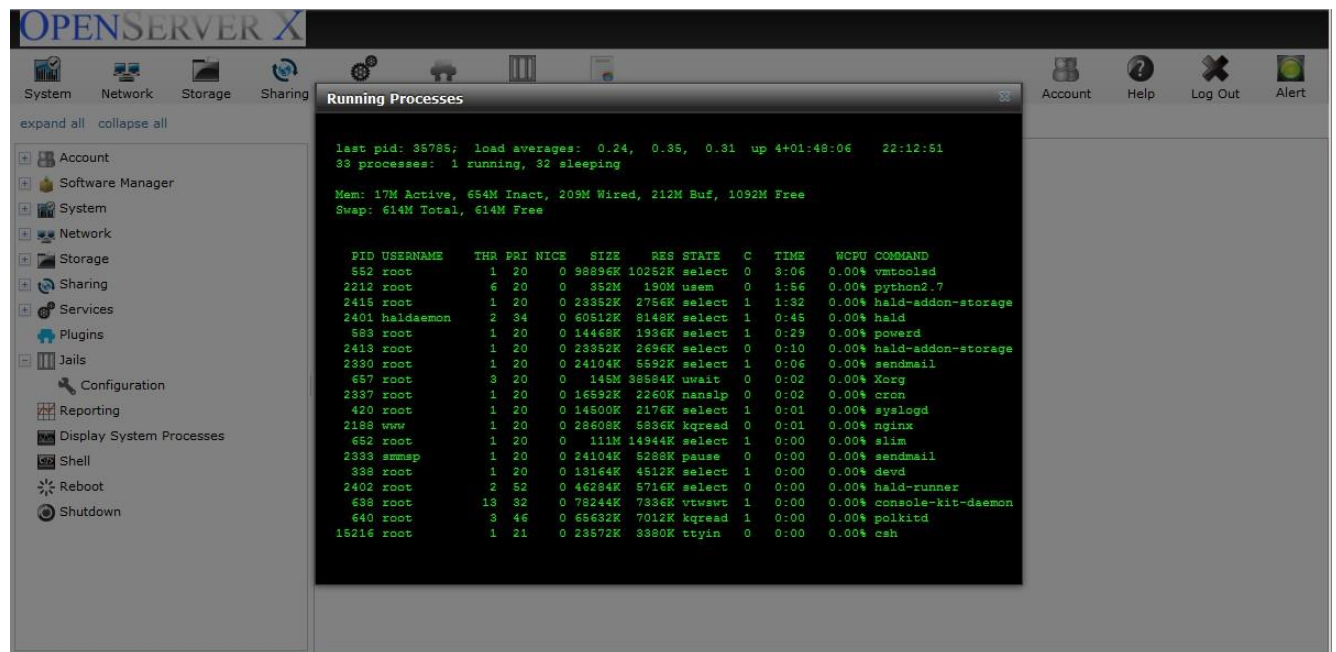 OPENSERVER X
System Network Storage Sharing Account Help Log Out Alert
expand all collapse all
Account
Software Manager
System
Network
Storage
Sharing
Services
Plugins
Jails
Configuration
Reporting
Display System Processes
Shell
Reboot
Shutdown
Running Processes
last pid: 35785; load averages: 0.24, 0.35, 0.31 up 4+01:48:06 22:12:51
33 processes: 1 running, 32 sleeping
Mem: 17M Active, 654M Inact, 209M Wired, 212M Buf, 1092M Free
Swap: 614M Total, 614M Free
PID USERNAME THR PRI NICE SIZE RES STATE C TIME WCPU COMMAND
552 root 1 20 0 98896K 10252K select 0 3:06 0.00% vmtoolsd
2212 root 6 20 0 352M 190M usem 0 1:56 0.00% python2.7
2415 root 1 20 0 23352K 2756K select 1 1:32 0.00% hald-addon-storage
2401 haldaemon 2 34 0 60512K 8148K select 1 0:45 0.00% hald
583 root 1 20 0 14468K 1936K select 1 0:29 0.00% powerd
2413 root 1 20 0 23352K 2696K select 0 0:10 0.00% hald-addon-storage
2330 root 1 20 0 24104K 5592K select 1 0:06 0.00% sendmail
657 root 3 20 0 145M 38584K uwait 0 0:02 0.00% Xorg
2337 root 1 20 0 16592K 2260K nanslp 0 0:02 0.00% cron
420 root 1 20 0 14500K 2176K select 1 0:01 0.00% syslogd
2188 www 1 20 0 28608K 5836K kqread 0 0:01 0.00% nginx
652 root 1 20 0 111M 14944K select 1 0:00 0.00% slim
2333 smmsp 1 20 0 24104K 5288K pause 0 0:00 0.00% sendmail
338 root 1 20 0 13164K 4512K select 1 0:00 0.00% devd
2402 root 2 52 0 46284K 5716K select 0 0:00 0.00% hald-runner
638 root 13 32 0 78244K 7336K vtwswt 1 0:00 0.00% console-kit-daemon
640 root 3 46 0 65632K 7012K kqread 1 0:00 0.00% polkitd
15216 root 1 21 0 23572K 3380K ttyin 0 0:00 0.00% csh